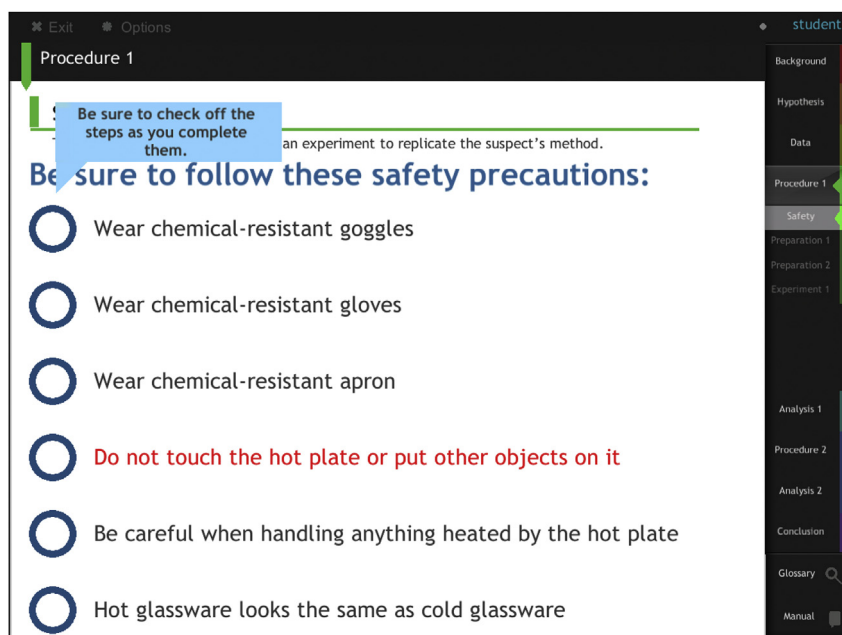 Exit
Options
student
Procedure 1
Be sure to check off the
steps as you complete
them.
an experiment to replicate the suspect's method.
Be sure to follow these safety precautions:
Wear chemical-resistant goggles
Wear chemical-resistant gloves
Wear chemical-resistant apron
Do not touch the hot plate or put other objects on it
Be careful when handling anything heated by the hot plate
Hot glassware looks the same as cold glassware
Background
Hypothesis
Data
Procedure 1
Safety
Preparation 1
Preparation 2
Experiment 1
Analysis 1
Procedure 2
Analysis 2
Conclusion
Glossary
Manual